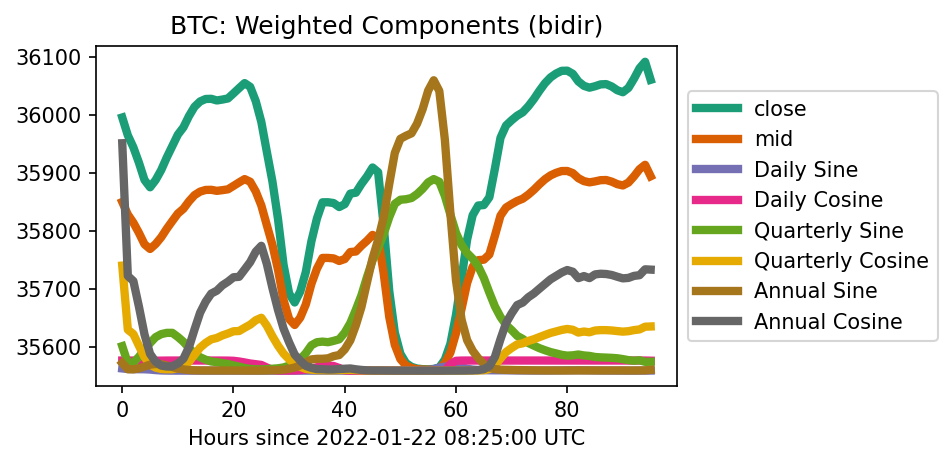 BTC: Weighted Components (bidir)
36100
36000
35900
35800
35700
35600
0 20 40 60 80
Hours since 2022-01-22 08:25:00 UTC
close
mid
Daily Sine
Daily Cosine
Quarterly Sine
Quarterly Cosine
Annual Sine
Annual Cosine